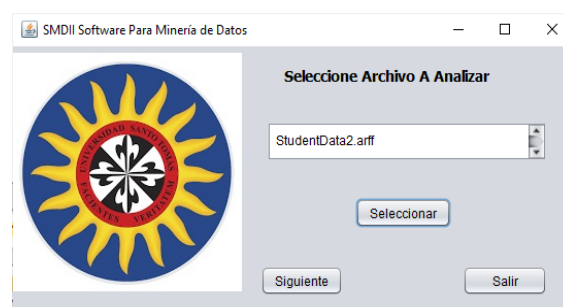 SMDII Software Para Minería de Datos
Seleccione Archivo A Analizar
StudentData2.arff
Seleccionar
Siguiente
Salir
UNIVERSIDAD SANTO TOMAS
FACIENTES VERITATEM